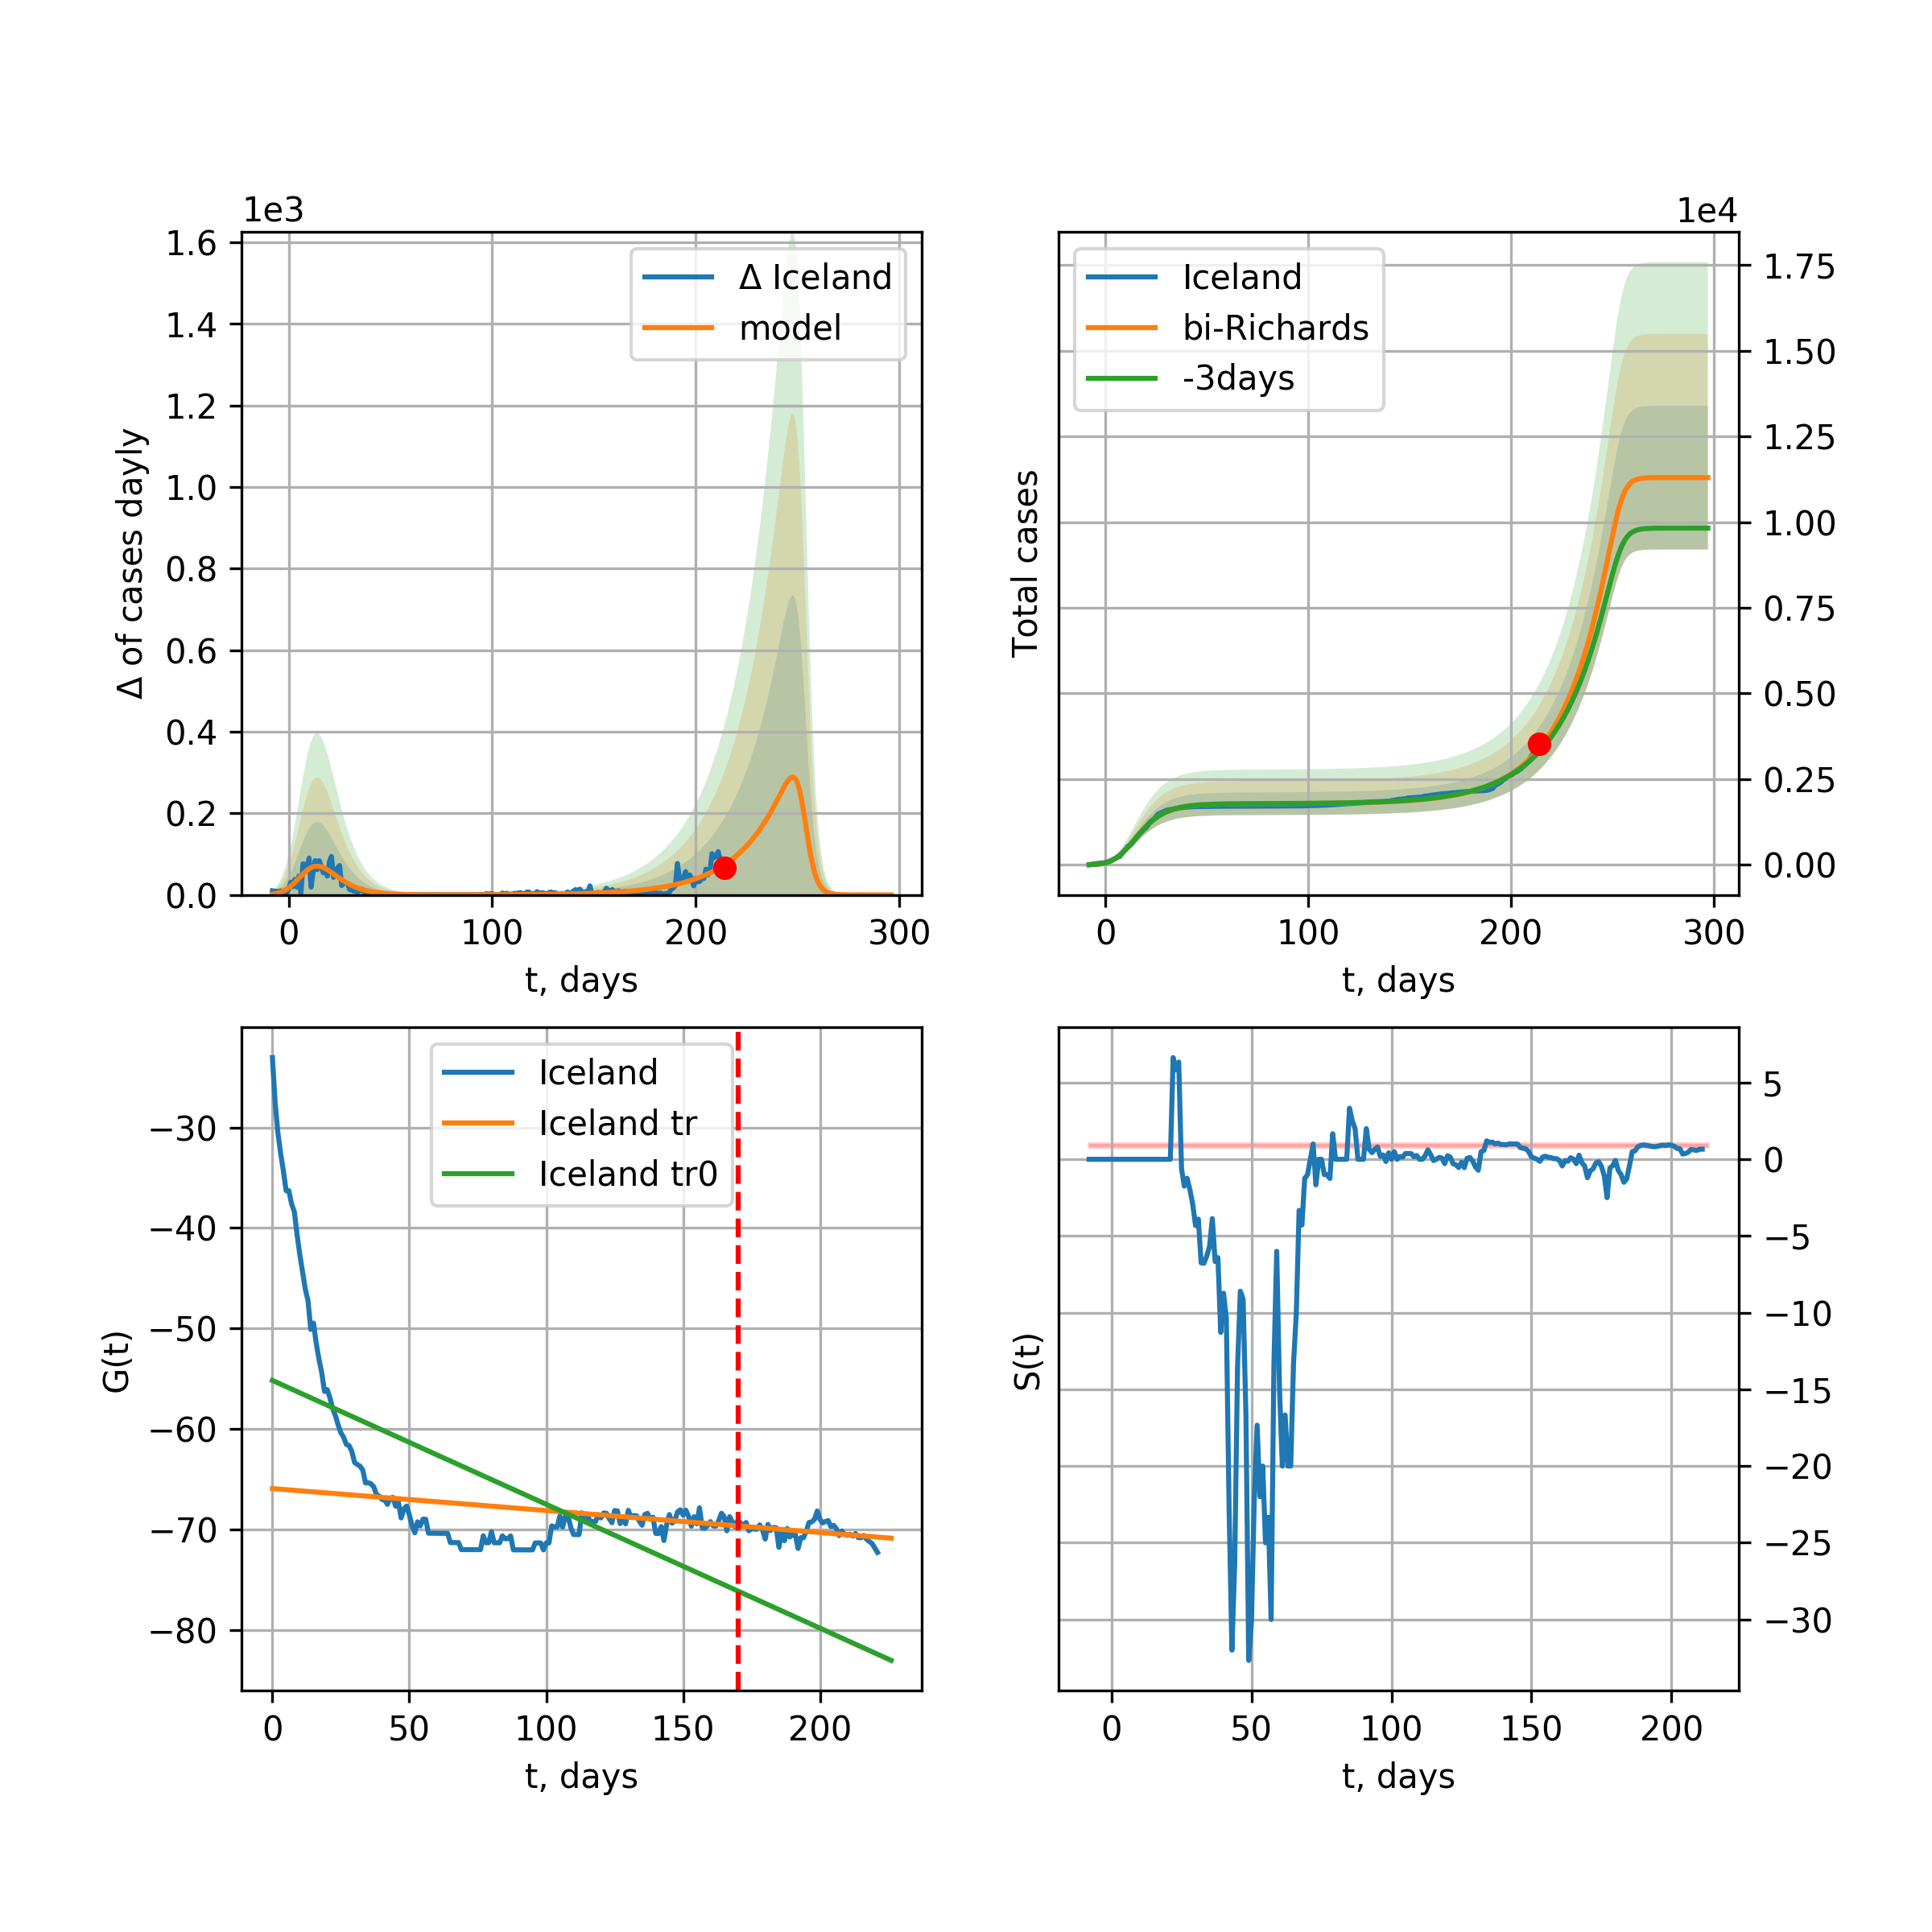 1e3
1.6
1.4
1.2
1.0
0.8
0.6
0.4
0.2
0.0
Δ of cases dayly
Δ Iceland
model
0 100 200 300
t, days
1e4
Iceland
bi-Richards
-3days
Total cases
1.75
1.50
1.25
1.00
0.75
0.50
0.25
0.00
0 100 200 300
t, days
Iceland
Iceland tr
Iceland tr0
−30
−40
−50
−60
−70
−80
G(t)
0 50 100 150 200
t, days
S(t)
5
0
−5
−10
−15
−20
−25
−30
0 50 100 150 200
t, days